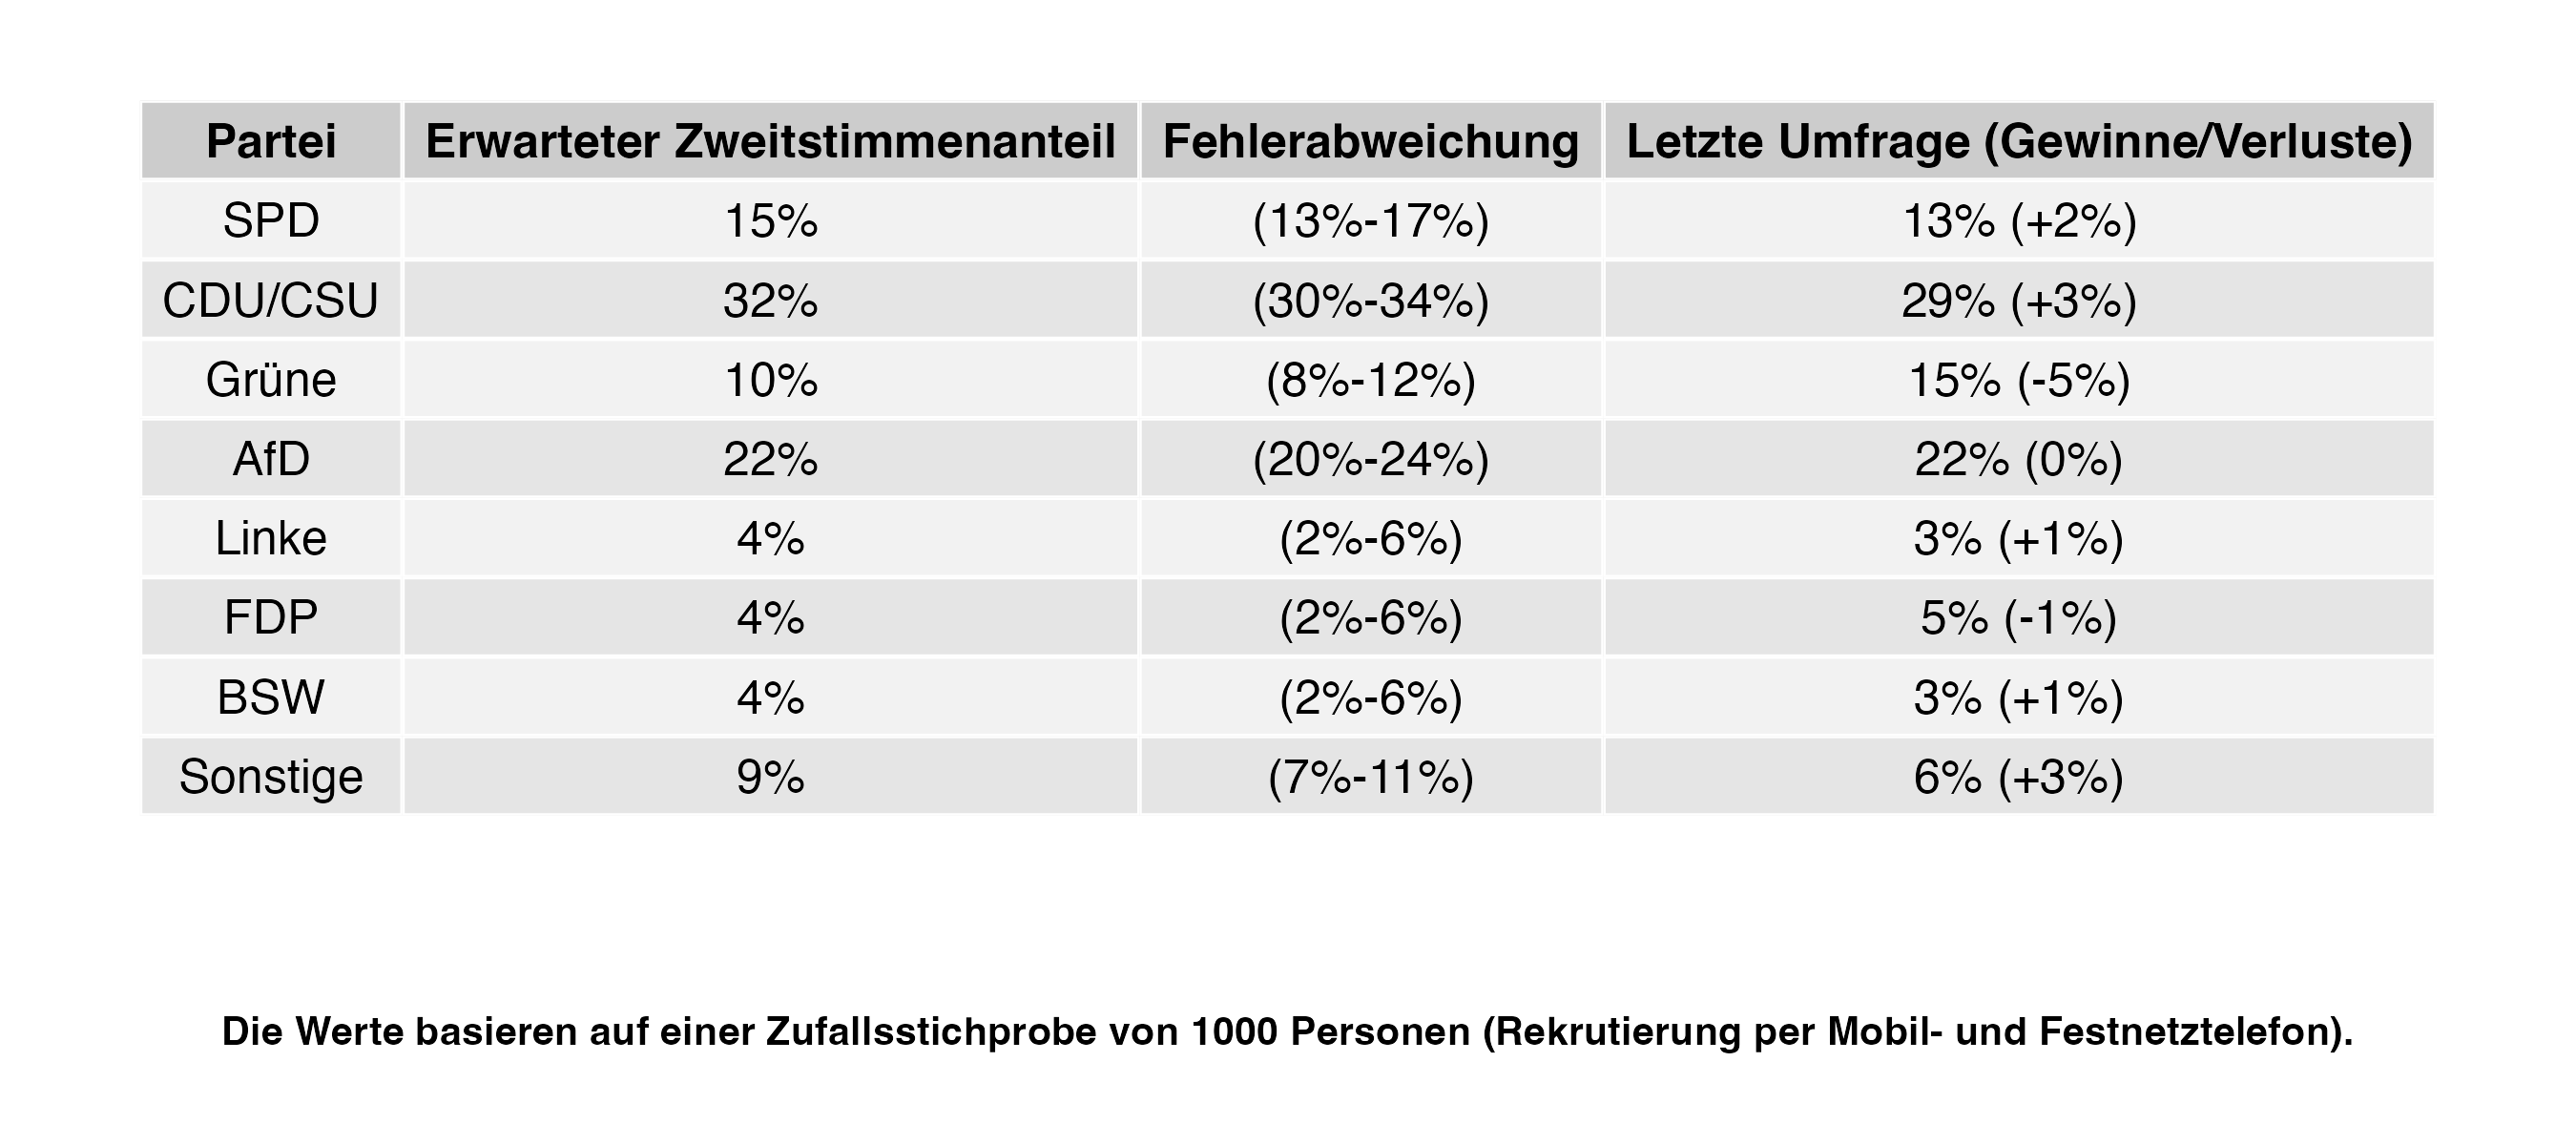 Partei Erwarteter Zweitstimmenanteil Fehlerabweichung Letzte Umfrage (Gewinne/Verluste)
SPD 15% (13%-17%) 13% (+2%)
CDU/CSU 32% (30%-34%) 29% (+3%)
Grüne 10% (8%-12%) 15% (-5%)
AfD 22% (20%-24%) 22% (0%)
Linke 4% (2%-6%) 3% (+1%)
FDP 4% (2%-6%) 5% (-1%)
BSW 4% (2%-6%) 3% (+1%)
Sonstige 9% (7%-11%) 6% (+3%)
Die Werte basieren auf einer Zufallsstichprobe von 1000 Personen (Rekrutierung per Mobil- und Festnetztelefon).